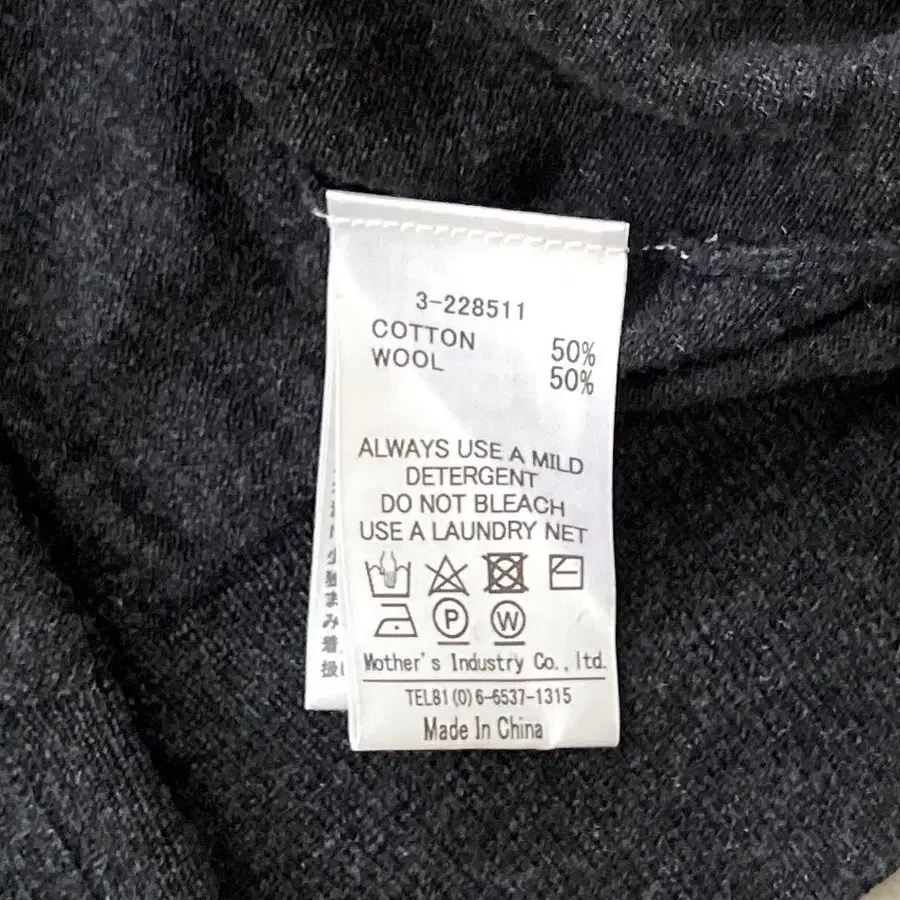 3-228511
COTTON 50%
WOOL 50%
ALWAYS USE A MILD
DETERGENT
DO NOT BLEACH
USE A LAUNDRY NET
P W
Mother's Industry Co., ltd.
TEL81(0)6-6537-1315
Made In China